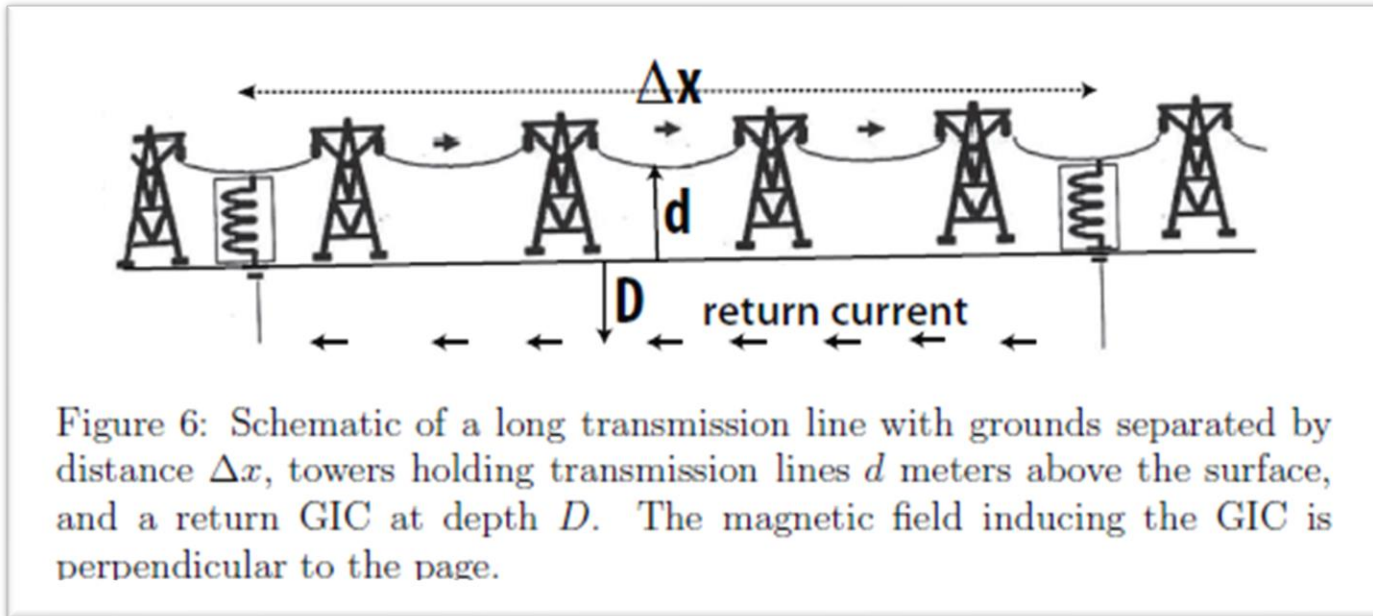 Δx
d
D
return current
Figure 6: Schematic of a long transmission line with grounds separated by
distance Δx, towers holding transmission lines d meters above the surface,
and a return GIC at depth D. The magnetic field inducing the GIC is
perpendicular to the page.